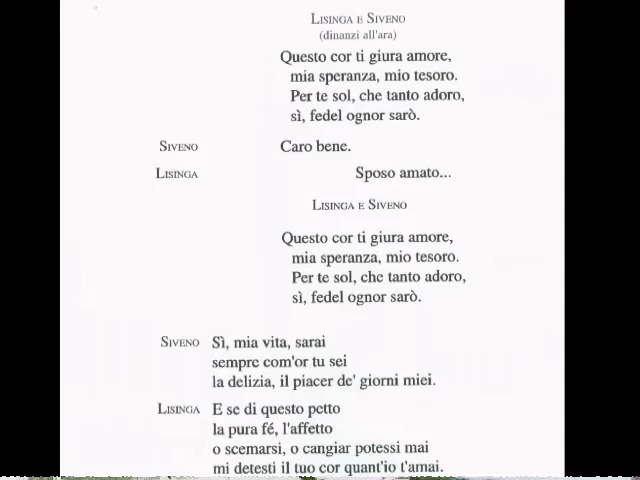 LISINGA E SIVENO
(dinanzi all'ara)
Questo cor ti giura amore,
mia speranza, mio tesoro.
Per te sol, che tanto adoro,
sì, fedel ognor sarò.
SIVENO Caro bene.
LISINGA Sposo amato...
LISINGA E SIVENO
Questo cor ti giura amore,
mia speranza, mio tesoro.
Per te sol, che tanto adoro,
sì, fedel ognor sarò.
SIVENO Sì, mia vita, sarai
sempre com'or tu sei
la delizia, il piacer de' giorni miei.
LISINGA E se di questo petto
la pura fé, l'affetto
o scemarsi, o cangiar potessi mai
mi detesti il tuo cor quant'io t'amai.